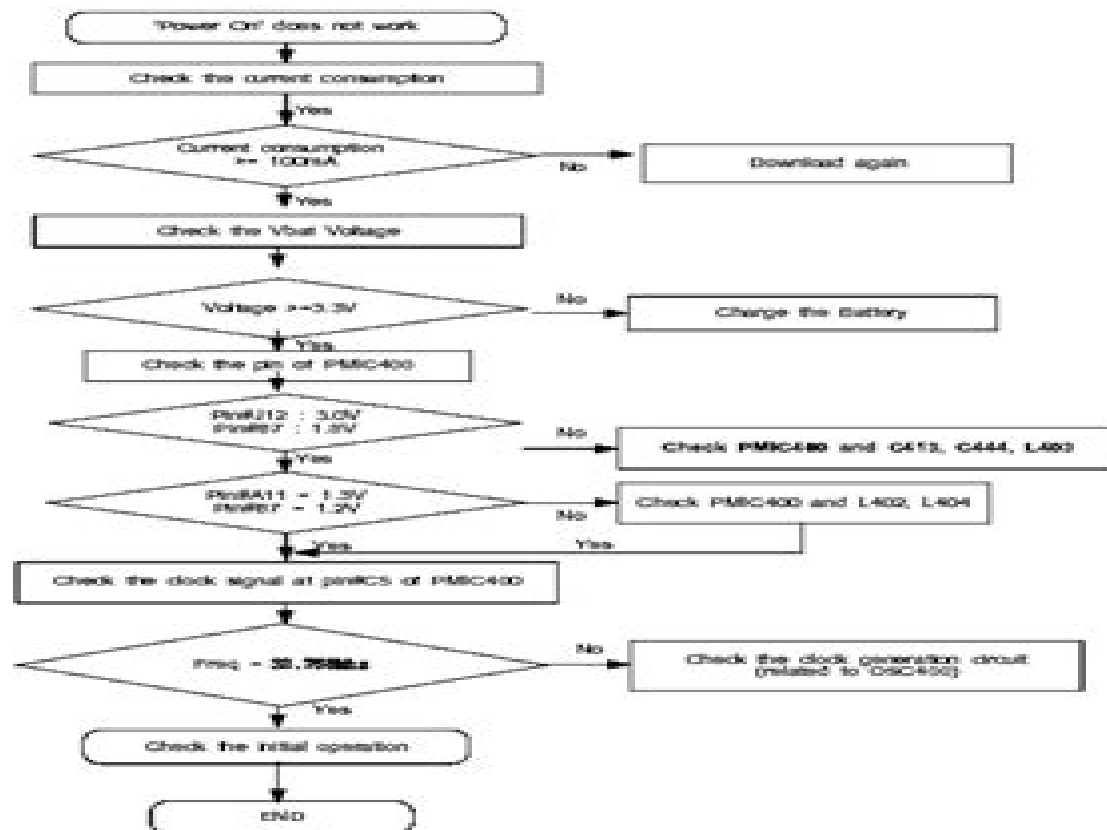 'Power On' does not work
Check the current consumption
Yes
Current consumption
>= 100mA
No
Download again
Yes
Check the Vbat Voltage
Voltage >=3.3V
No
Charge the Battery
Yes
Check the pin of PMIC400
: 3.0V
No
Check PMIC400 and C413, C444, L403
Yes
No
Check PMIC400 and L402, L404
Yes
Yes
Check the clock signal at pin#C5 of PMIC400
Freq =
No
Check the clock generation circuit
(related to OSC400)
Yes
Check the initial operation
END